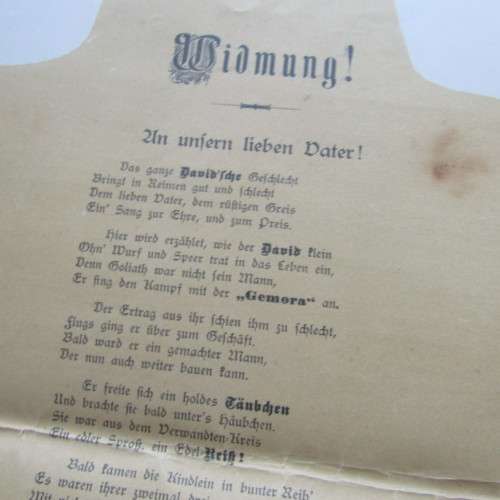 Widmung!
An unsern lieben Vater!
Das ganze David'sche Geschlecht
Bringt in Reimen gut und schlecht
Dem lieben Vater, dem rüstigen Greis
Ein' Sang zur Ehre, und zum Preis.
Hier wird erzählet, wie der David klein
Ohn' Wurf und Speer trat in das Leben ein,
Denn Goliath war nicht sein Mann,
Er fing den Kampf mit der „Gemora“ an.
Der Ertrag aus ihr schien ihm zu schlecht,
Flugs ging er über zum Geschäft.
Bald ward er ein gemachter Mann,
Der nun auch weiter bauen kann.
Er freite sich ein holdes Täubchen
Und brachte sie bald unter's Häubchen.
Sie war aus dem Verwandten-Kreis
Ein edler Sproß, ein Edel-Reiß!
Bald kamen die Kindlein in bunter Reih'
Es waren ihrer zweimal drei